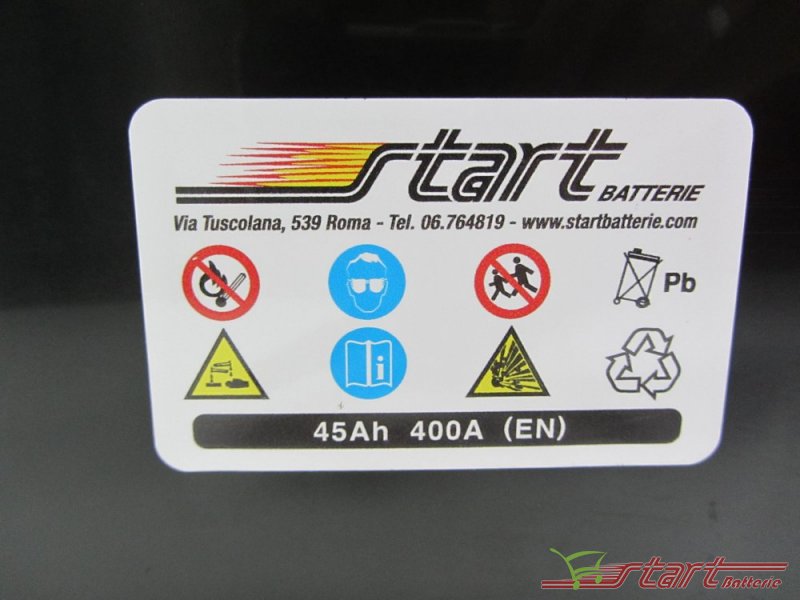 Start BATTERIE
Via Tuscolana, 539 Roma - Tel. 06.764819 - www.startbatterie.com
Pb
i
45Ah 400A (EN)
Start Batterie